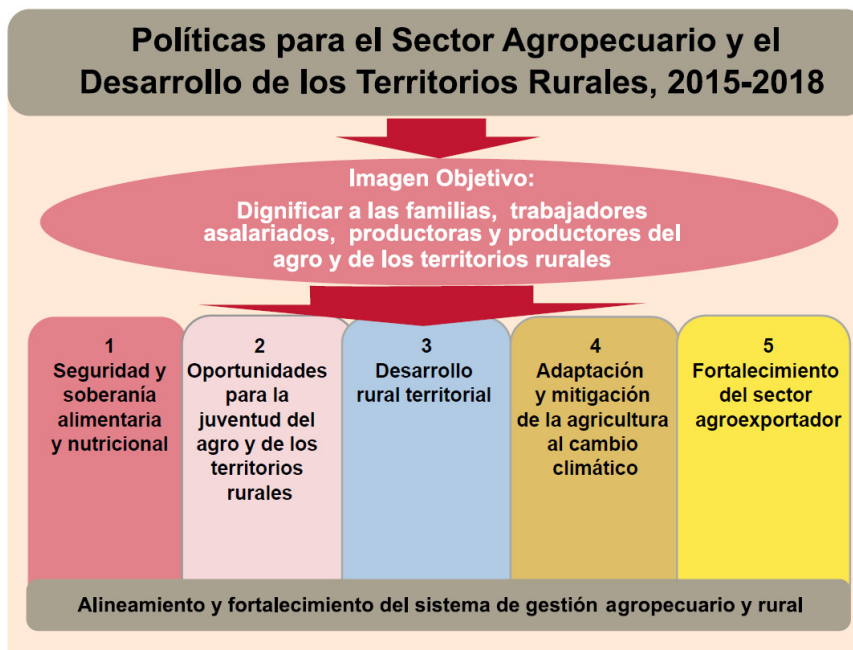 Políticas para el Sector Agropecuario y el
Desarrollo de los Territorios Rurales, 2015-2018
Imagen Objetivo:
Dignificar a las familias, trabajadores
asalariados, productoras y productores del
agro y de los territorios rurales
1
Seguridad y
soberanía
alimentaria
y nutricional
2
Oportunidades
para la
juventud del
agro y de los
territorios
rurales
3
Desarrollo
rural territorial
4
Adaptación
y mitigación
de la agricultura
al cambio
climático
5
Fortalecimiento
del sector
agroexportador
Alineamiento y fortalecimiento del sistema de gestión agropecuario y rural